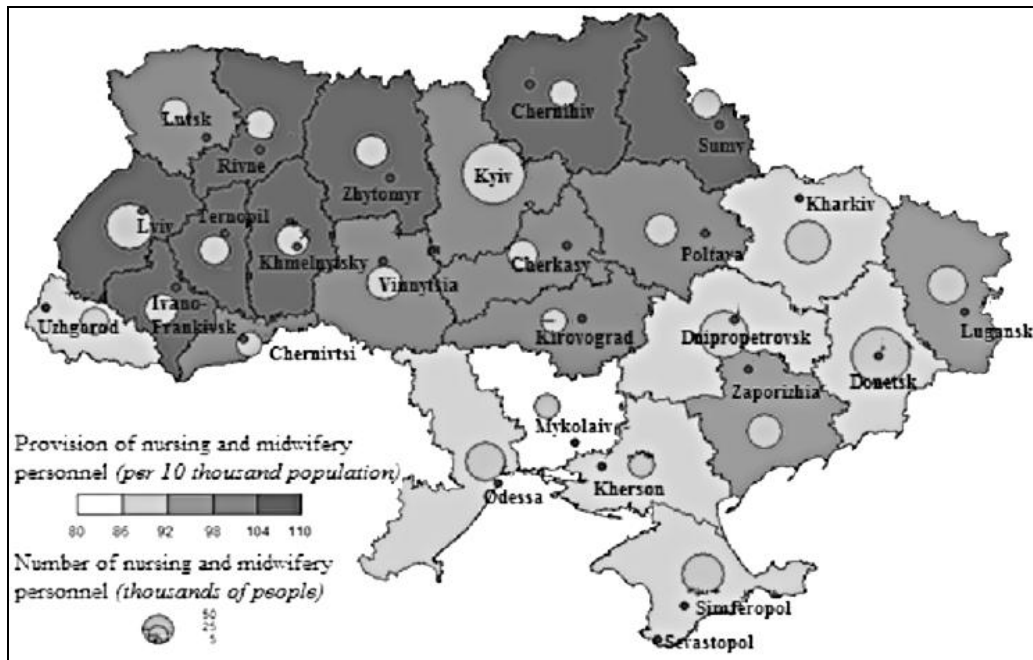 Chernihiv
Lutsk
Sumy
Rivne
Kyiv
Zhytomyr
Kharkiv
Lviv
Ternopil
Khmelnytsky
Cherkasy
Poltava
Vinnytsia
Ivano-
Frankivsk
Uzhgorod
Kirovograd
Dnipropetrovsk
Lugansk
Chernivtsi
Donetsk
Zaporizhia
Mykolaiv
Provision of nursing and midwifery
personnel (per 10 thousand population)
Kherson
Odessa
80 86 92 98 104 110
Number of nursing and midwifery
personnel (thousands of people)
50
25
5
Simferopol
Sevastopol